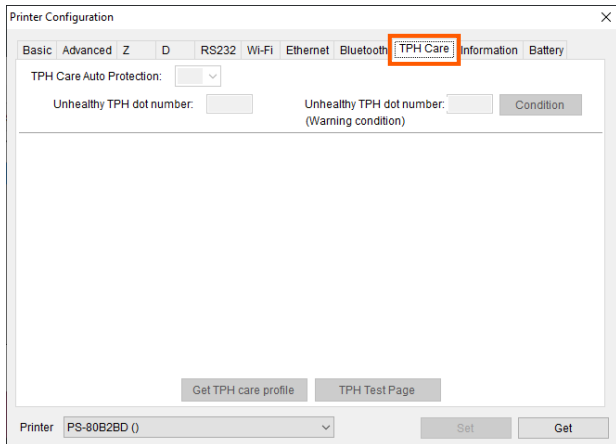 Printer Configuration
Basic Advanced Z D RS232 Wi-Fi Ethernet Bluetooth TPH Care Information Battery
TPH Care Auto Protection:
Unhealthy TPH dot number: Unhealthy TPH dot number: Condition
(Warning condition)
Get TPH care profile TPH Test Page
Printer PS-80B2BD () Set Get